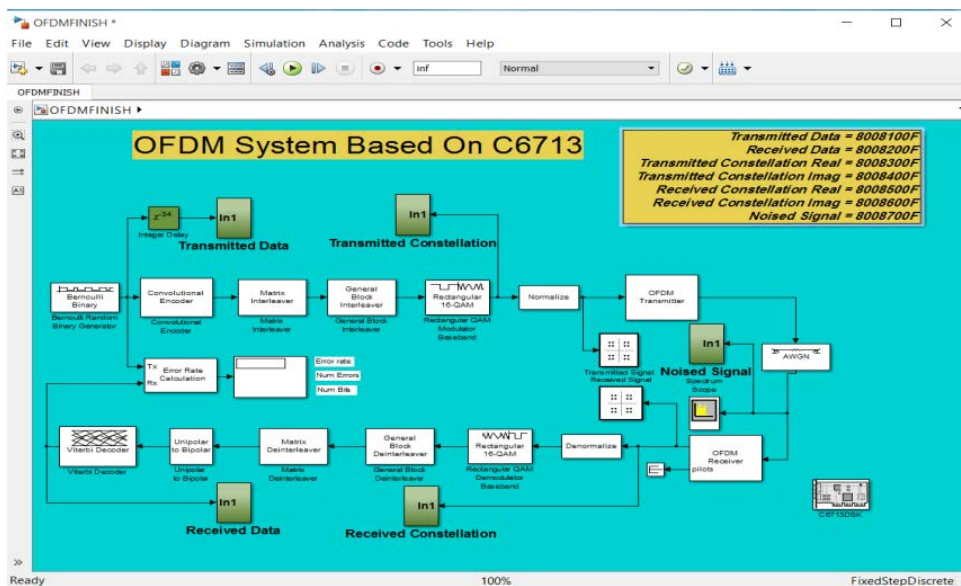 OFDMFINISH *
File Edit View Display Diagram Simulation Analysis Code Tools Help
inf
Normal
OFDMFINISH
OFDMFINISH
OFDM System Based On C6713
Transmitted Data = 8008100F
Received Data = 8008200F
Transmitted Constellation Real = 8008300F
Transmitted Constellation Imag = 8008400F
Received Constellation Real = 8008500F
Received Constellation Imag = 8008600F
Noised Signal = 8008700F
z-34
Integer Delay
In1
Transmitted Data
In1
Transmitted Constellation
Bernoulli
Binary
Bernoulli Random
Binary Generator
Convolutional
Encoder
Convolutional
Encoder
Matrix
Interleaver
Matrix
Interleaver
General
Block
Interleaver
General Block
Interleaver
Rectangular
16-QAM
Rectangular QAM
Modulator
Baseband
Normalize
OFDM
Transmitter
In1
Noised Signal
Spectrum
Scope
AWGN
Transmitted Signal
Received Signal
Tx
Rx
Error Rate
Calculation
Error rate
Num Errors
Num Bits
Viterbi Decoder
Viterbi Decoder
Unipolar
to Bipolar
Unipolar
to Bipolar
Matrix
Deinterleaver
Matrix
Deinterleaver
General
Block
Deinterleaver
General Block
Deinterleaver
Rectangular
16-QAM
Rectangular QAM
Demodulator
Baseband
Denormalize
OFDM
Receiver
pilots
In1
Received Data
In1
Received Constellation
C6713DSK
Ready
100%
FixedStepDiscrete